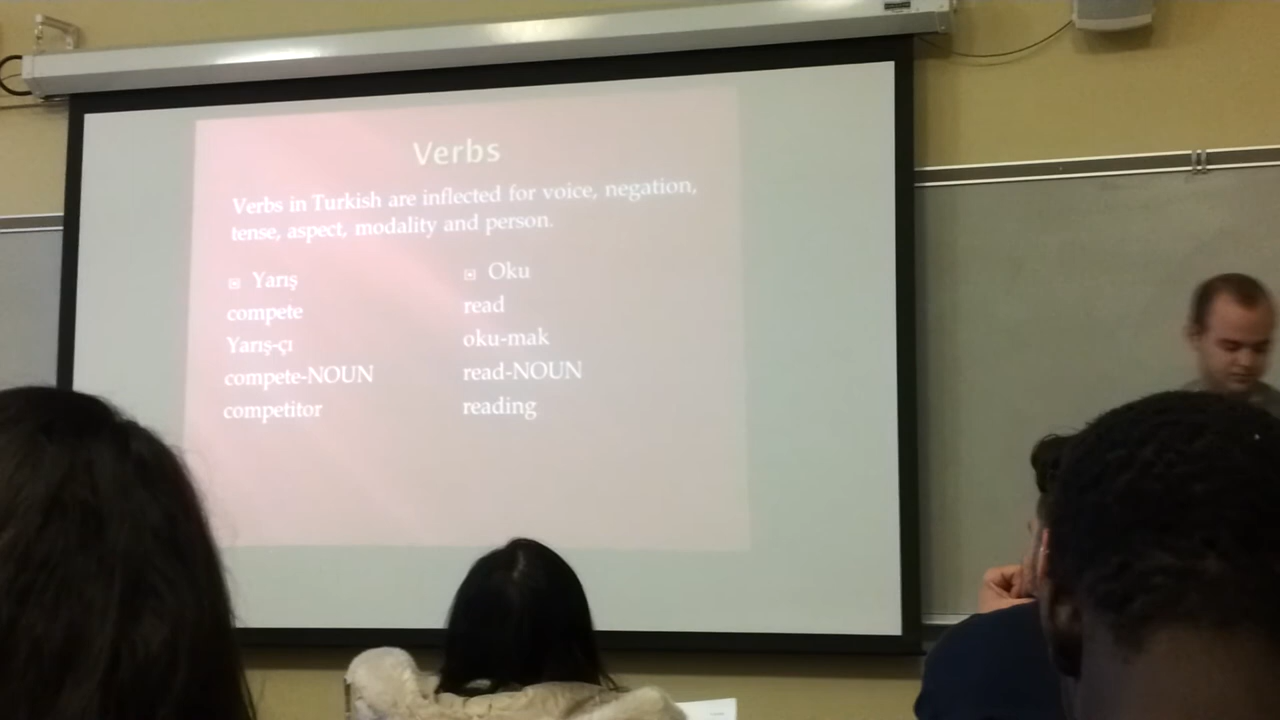 Verbs
Verbs in Turkish are inflected for voice, negation,
tense, aspect, modality and person.
Yarış
compete
Yarış-çı
compete-NOUN
competitor
Oku
read
oku-mak
read-NOUN
reading